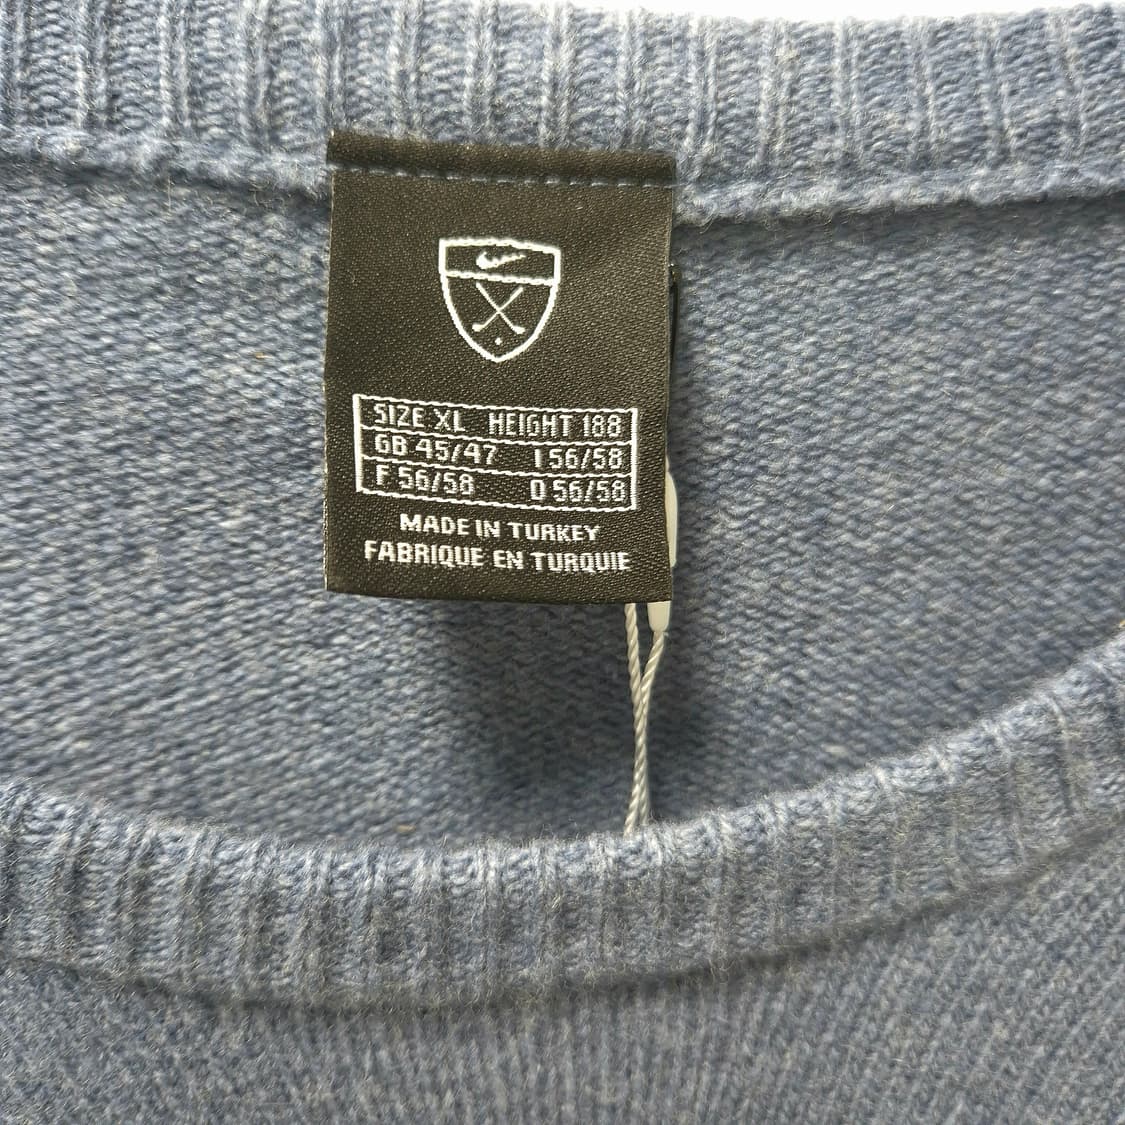 SIZE XL HEIGHT 188
GB 45/47 I 56/58
F 56/58 D 56/58
MADE IN TURKEY
FABRIQUE EN TURQUIE